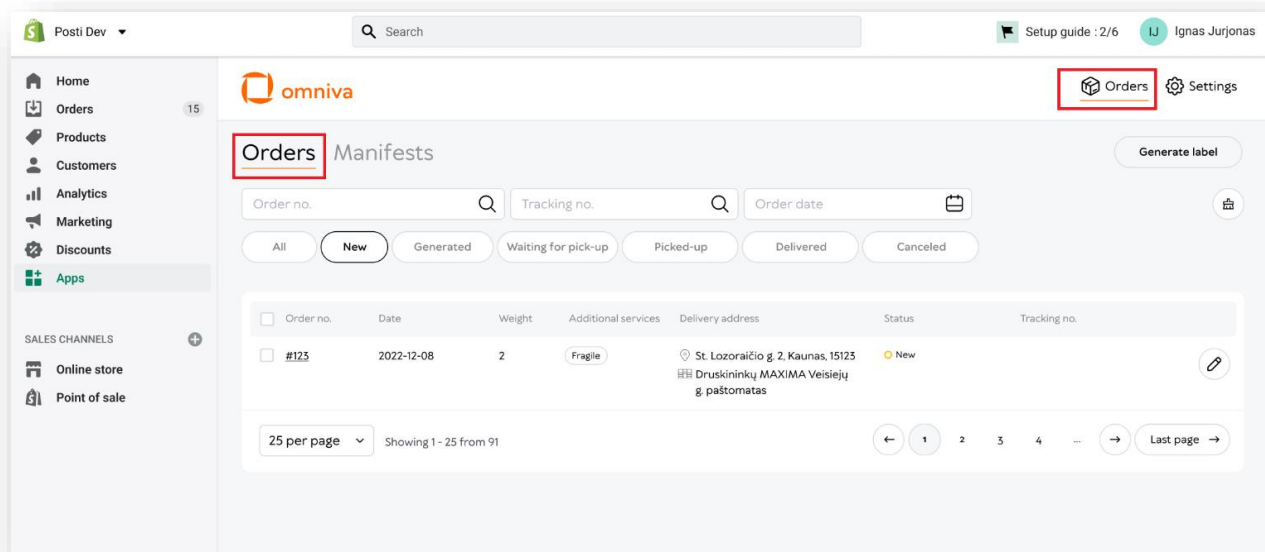 Posti Dev
Search
Setup guide : 2/6
IJ
Ignas Jurjonas
Home
Orders
15
Products
Customers
Analytics
Marketing
Discounts
Apps
SALES CHANNELS
Online store
Point of sale
omniva
Orders
Settings
Orders
Manifests
Generate label
Order no.
Tracking no.
Order date
All
New
Generated
Waiting for pick-up
Picked-up
Delivered
Canceled
Order no.
Date
Weight
Additional services
Delivery address
Status
Tracking no.
#123
2022-12-08
2
Fragile
St. Lozoraičio g. 2, Kaunas, 15123
Druskininkų MAXIMA Veisiejų
g. paštomatas
New
25 per page
Showing 1 - 25 from 91
1
2
3
4
...
Last page